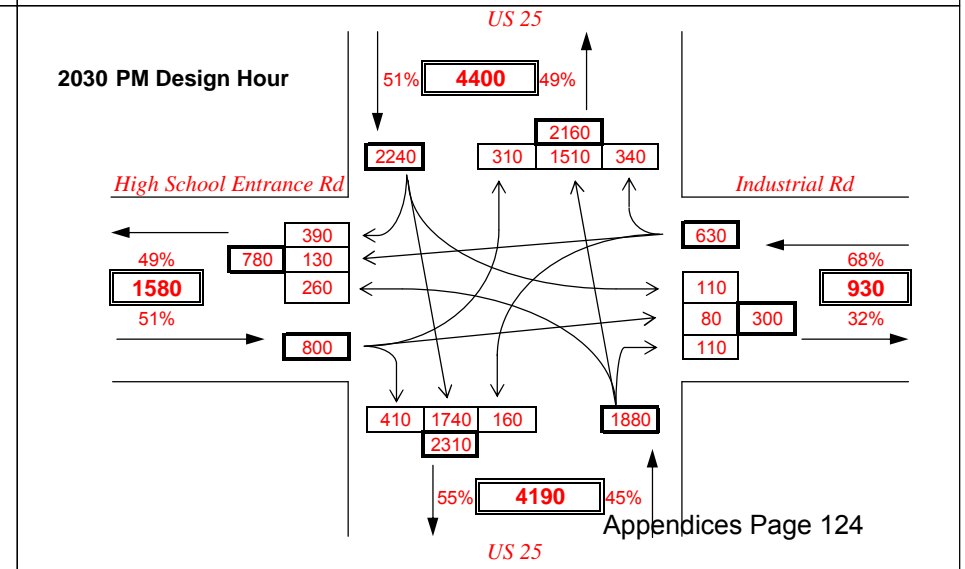 US 25
2030 PM Design Hour
51% 4400 49%
2160
2240 310 1510 340
High School Entrance Rd Industrial Rd
390 630
49% 780 130 68%
1580 260 110 930
51% 80 300 32%
800 110
410 1740 160 1880
2310
55% 4190 45%
Appendices Page 124
US 25